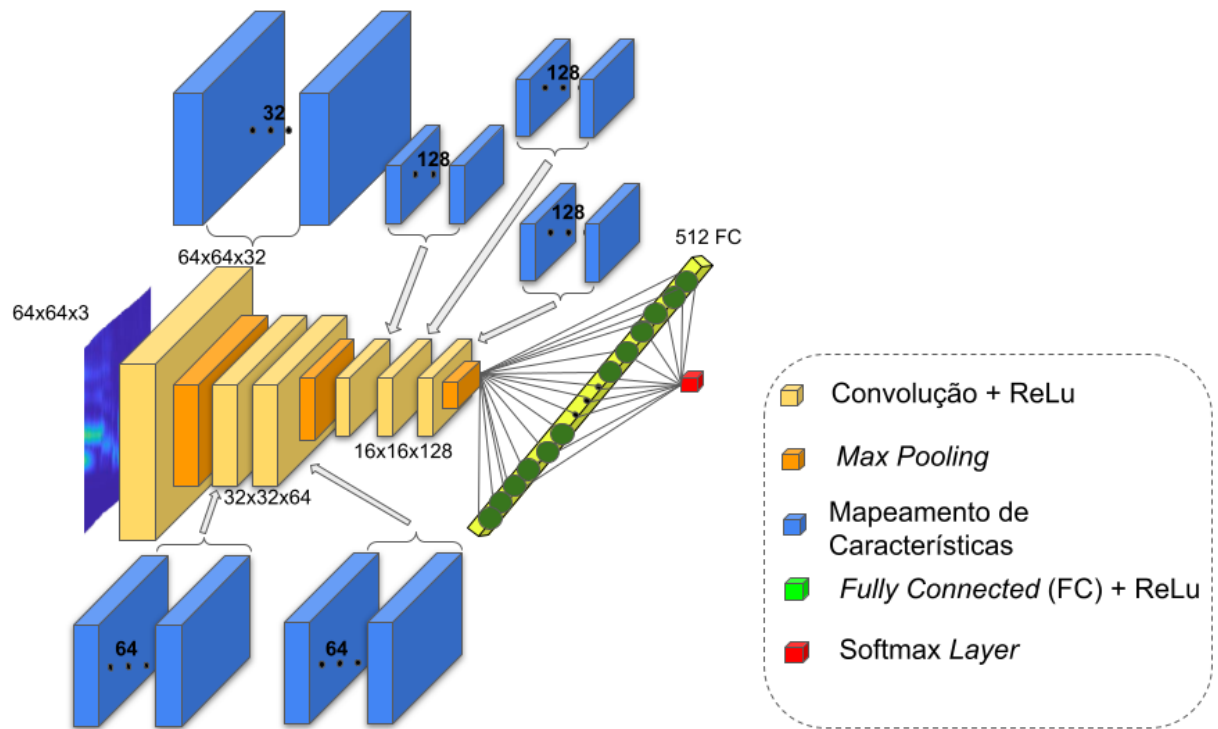 128
32
128
128
512 FC
64x64x32
64x64x3
16x16x128
32x32x64
64
64
Convolução + ReLu
Max Pooling
Mapeamento de
Característicias
Fully Connected (FC) + ReLu
Softmax Layer